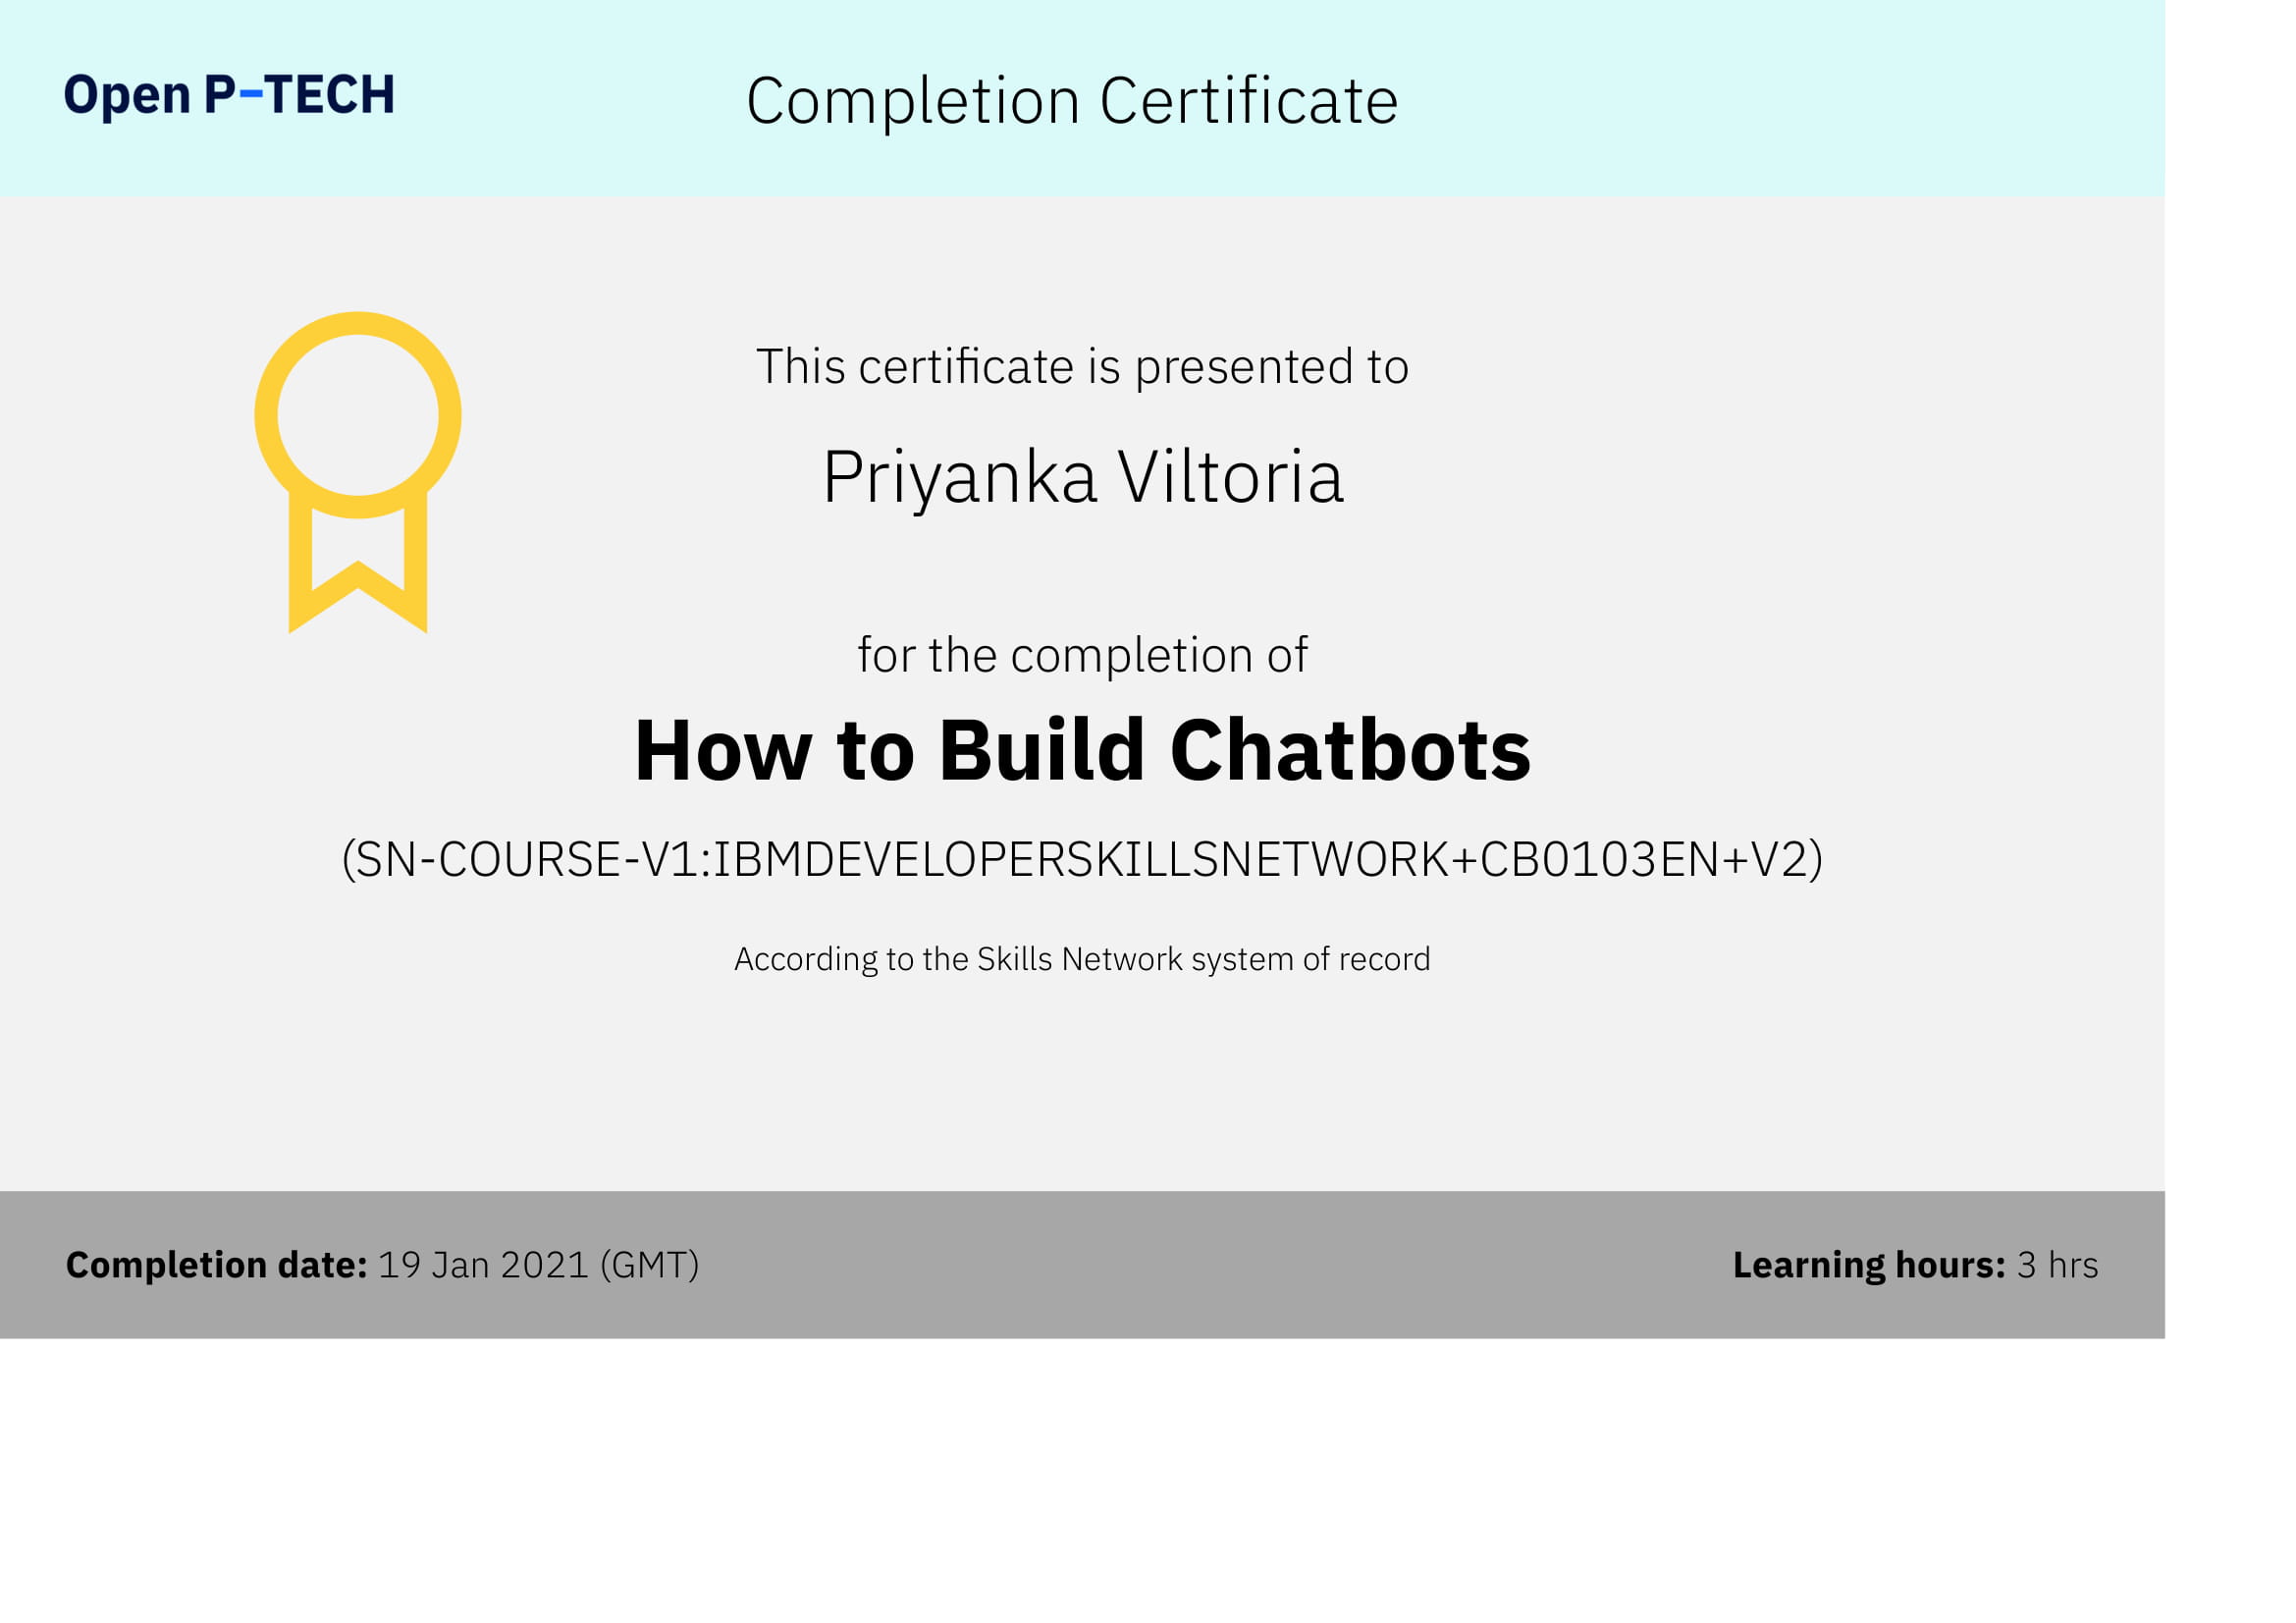 Open P-TECH
Completion Certificate
This certificate is presented to
Priyanka Viltoria
for the completion of
How to Build Chatbots
(SN-COURSE-V1:IBMDEVELOPERSKILLSNETWORK+CB0103EN+V2)
According to the Skills Network system of record
Completion date: 19 Jan 2021 (GMT)
Learning hours: 3 hrs